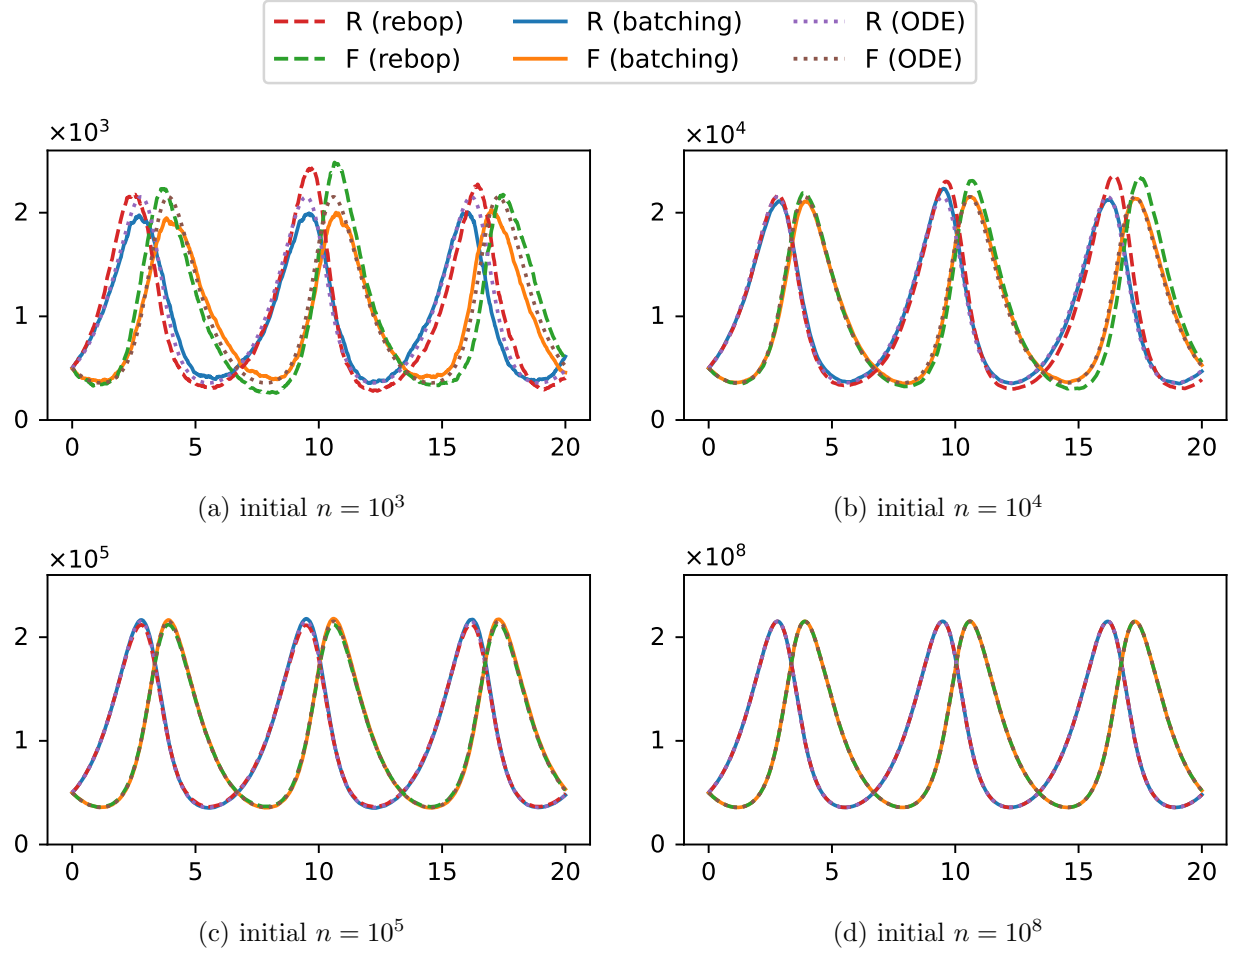 R (rebop) R (batching) R (ODE)
F (rebop) F (batching) F (ODE)
×10³ ×10⁴
2 2
1 1
0 0
0 5 10 15 20 0 5 10 15 20
(a) initial n = 10³ (b) initial n = 10⁴
×10⁵ ×10⁸
2 2
1 1
0 0
0 5 10 15 20 0 5 10 15 20
(c) initial n = 10⁵ (d) initial n = 10⁸